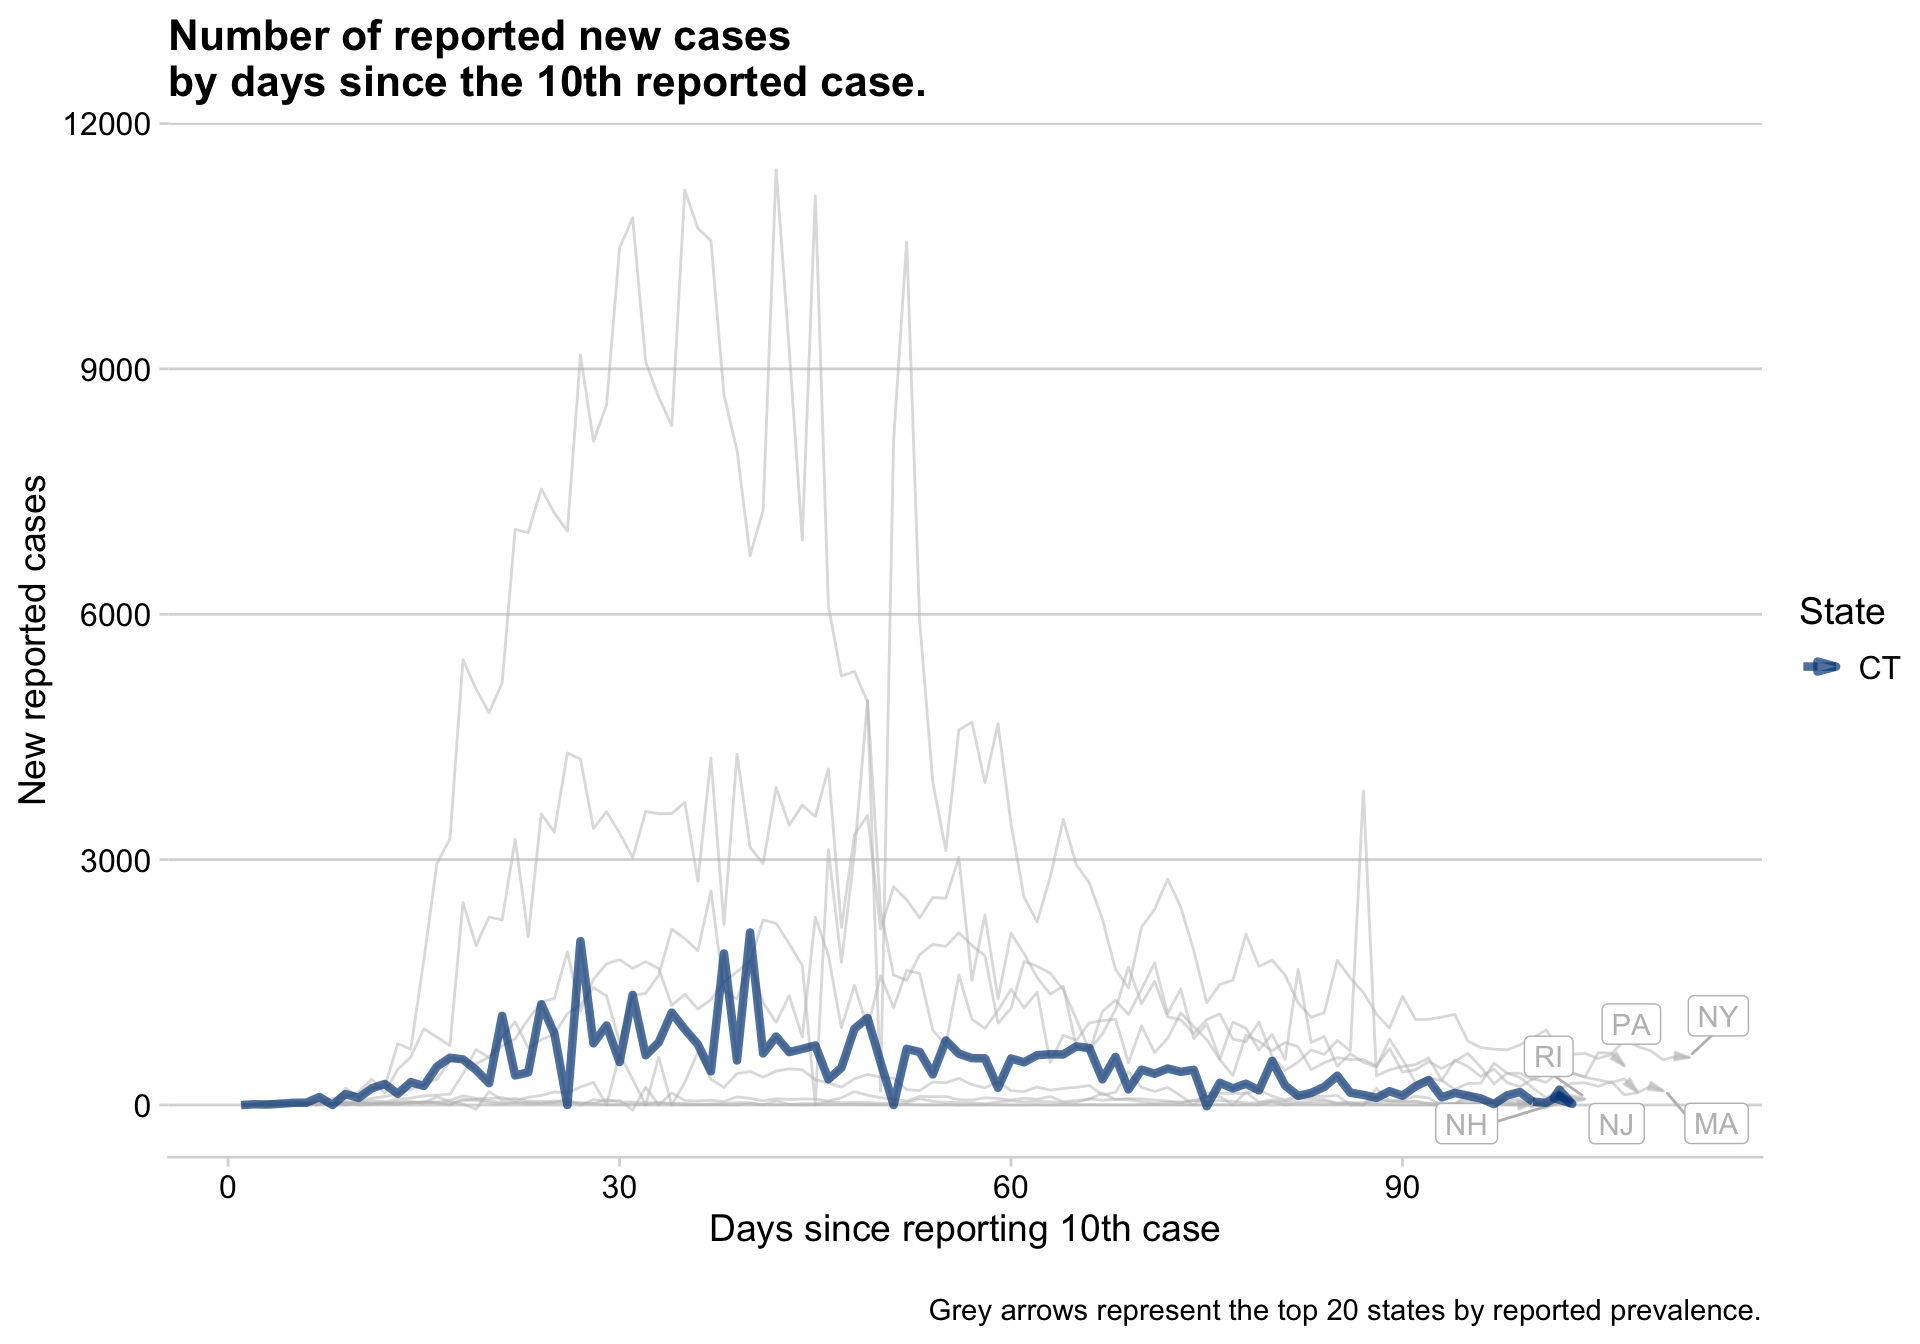 Number of reported new cases
by days since the 10th reported case.
12000
9000
6000
3000
0
New reported cases
State
CT
PA
NY
RI
NH
NJ
MA
0
30
60
90
Days since reporting 10th case
Grey arrows represent the top 20 states by reported prevalence.